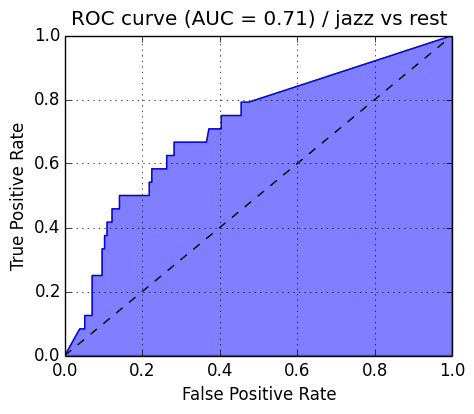 ROC curve (AUC = 0.71) / jazz vs rest
1.0
0.8
0.6
0.4
0.2
0.0
True Positive Rate
0.0 0.2 0.4 0.6 0.8 1.0
False Positive Rate